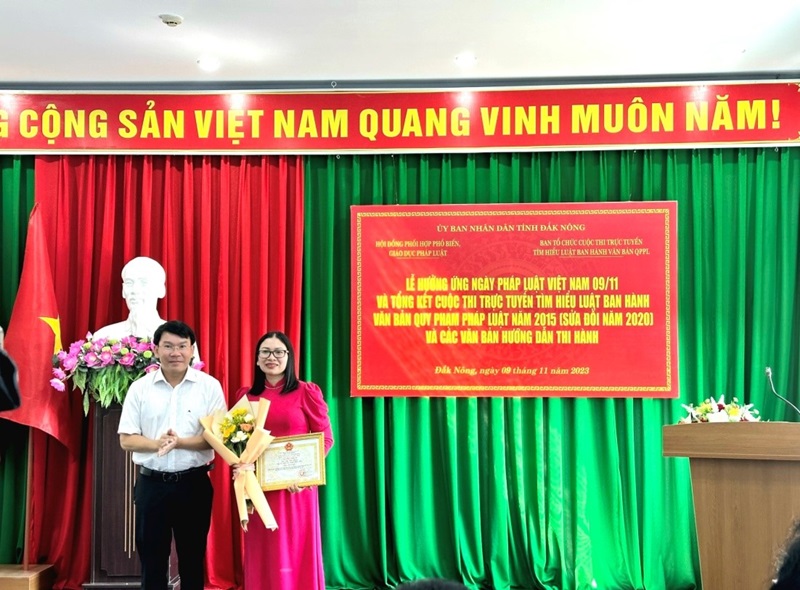 G CỘNG SẢN VIỆT NAM QUANG VINH MUÔN NĂM!
ỦY BAN NHÂN DÂN TỈNH ĐẮK NÔNG
HỘI ĐỒNG PHỐI HỢP PHỔ BIẾN,
GIÁO DỤC PHÁP LUẬT
BAN TỔ CHỨC CUỘC THI TRỰC TUYẾN
TÌM HIỂU LUẬT BAN HÀNH VĂN BẢN QPPL
LỄ HƯỞNG ỨNG NGÀY PHÁP LUẬT VIỆT NAM 09/11
VÀ TỔNG KẾT CUỘC THI TRỰC TUYẾN TÌM HIỂU LUẬT BAN HÀNH
VĂN BẢN QUY PHẠM PHÁP LUẬT NĂM 2015 (SỬA ĐỔI NĂM 2020)
VÀ CÁC VĂN BẢN HƯỚNG DẪN THI HÀNH
Đắk Nông, ngày 09 tháng 11 năm 2023